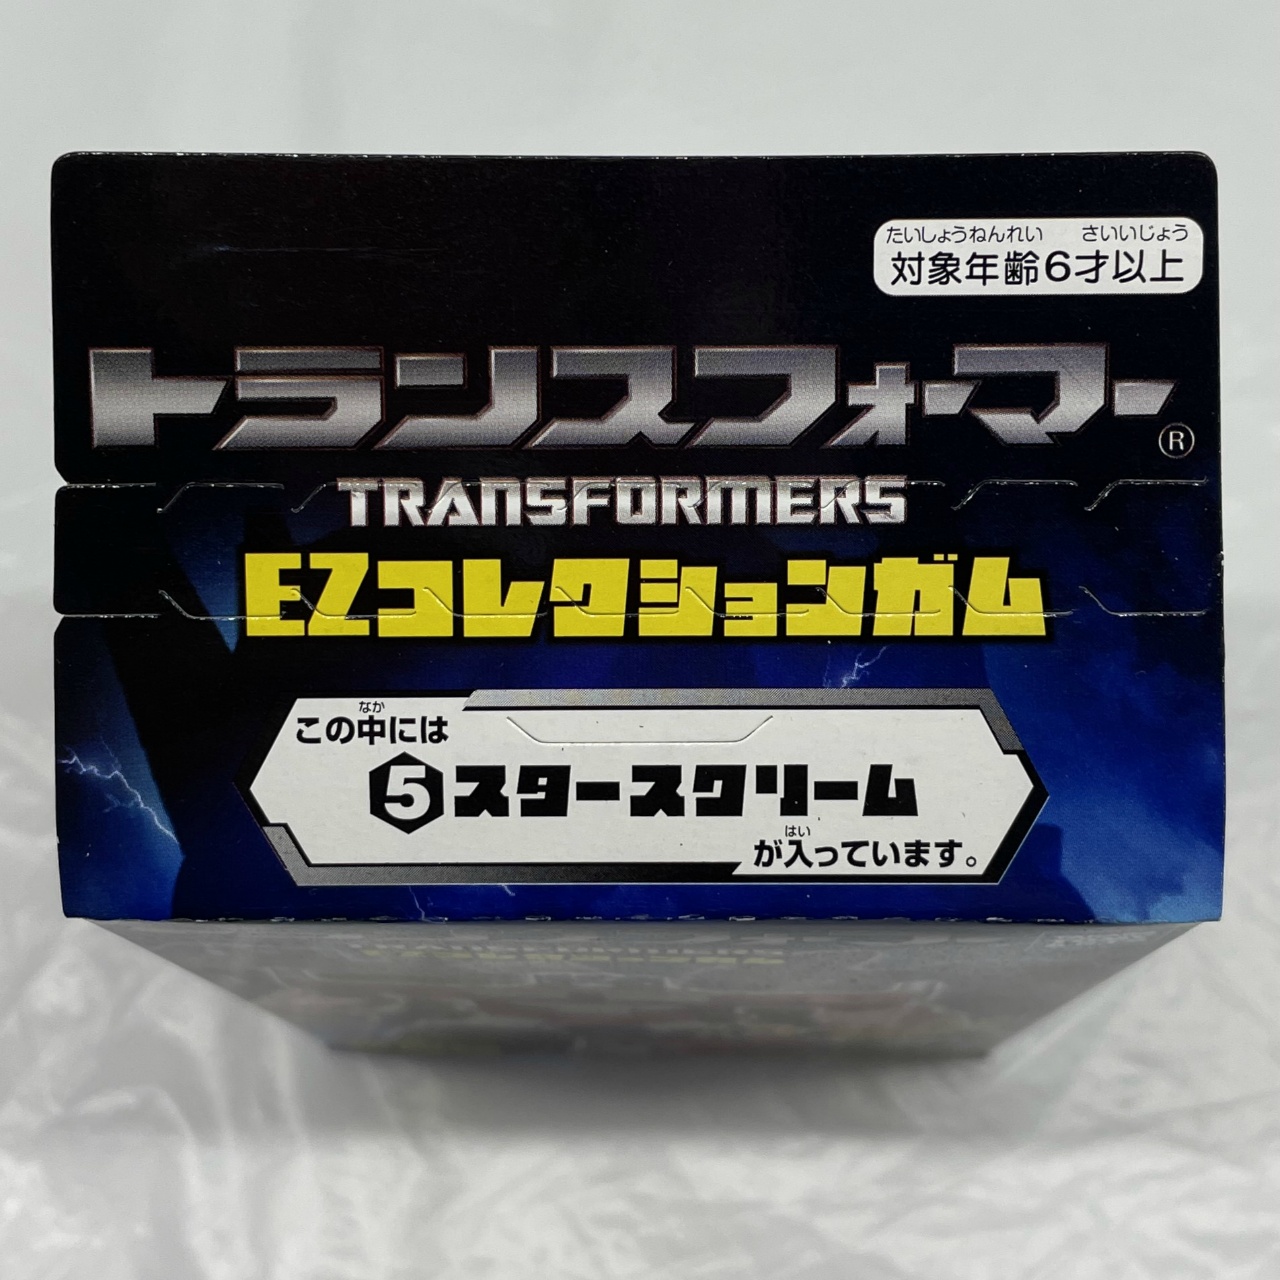 たいしょうねんれい さいいじょう
対象年齢6才以上
トランスフォーマー®
TRANSFORMERS
EZコレクションガム
なか
この中には
5スタースクリーム
はい
が入っています。